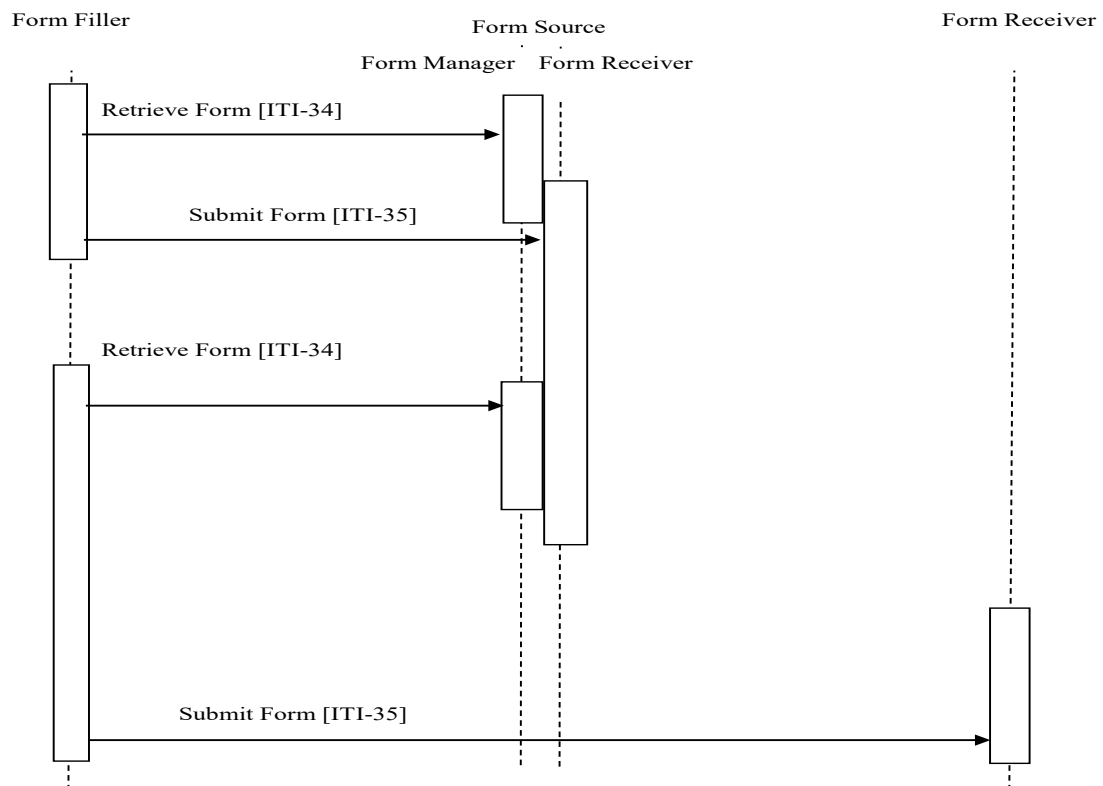 Form Filler
Form Source
Form Receiver
Form Manager
Form Receiver
Retrieve Form [ITI-34]
Submit Form [ITI-35]
Retrieve Form [ITI-34]
Submit Form [ITI-35]